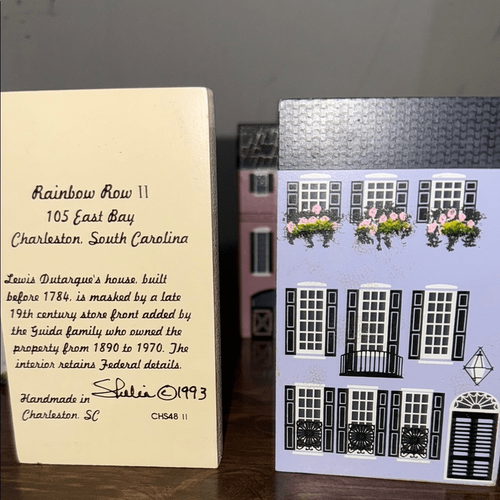 Rainbow Row II
105 East Bay
Charleston, South Carolina
Lewis Dutarque's house, built
before 1784, is masked by a late
19th century store front added by
the Guida family who owned the
property from 1890 to 1970. The
interior retains Federal details.
Handmade in Shelia ©1993
Charleston, SC CHS48 II